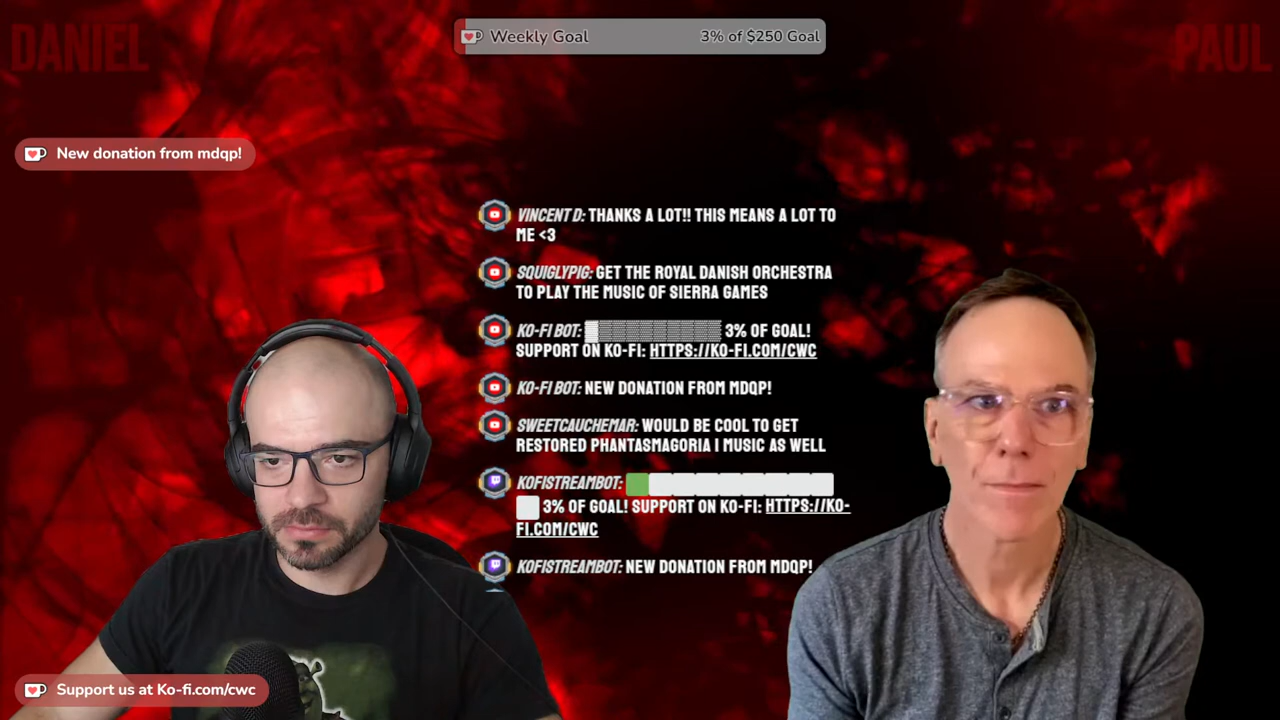 DANIEL
Weekly Goal 3% of $250 Goal
PAUL
New donation from mdqp!
VINCENT D: THANKS A LOT!! THIS MEANS A LOT TO
ME <3
SQUIGLYPIG: GET THE ROYAL DANISH ORCHESTRA
TO PLAY THE MUSIC OF SIERRA GAMES
KO-FI BOT: 3% OF GOAL!
SUPPORT ON KO-FI: HTTPS://KO-FI.COM/CWC
KO-FI BOT: NEW DONATION FROM MDQP!
SWEETCAUCHEMAR: WOULD BE COOL TO GET
RESTORED PHANTASMAGORIA I MUSIC AS WELL
KOFISTREAMBOT:
3% OF GOAL! SUPPORT ON KO-FI: HTTPS://KO-
FI.COM/CWC
KOFISTREAMBOT: NEW DONATION FROM MDQP!
Support us at Ko-fi.com/cwc